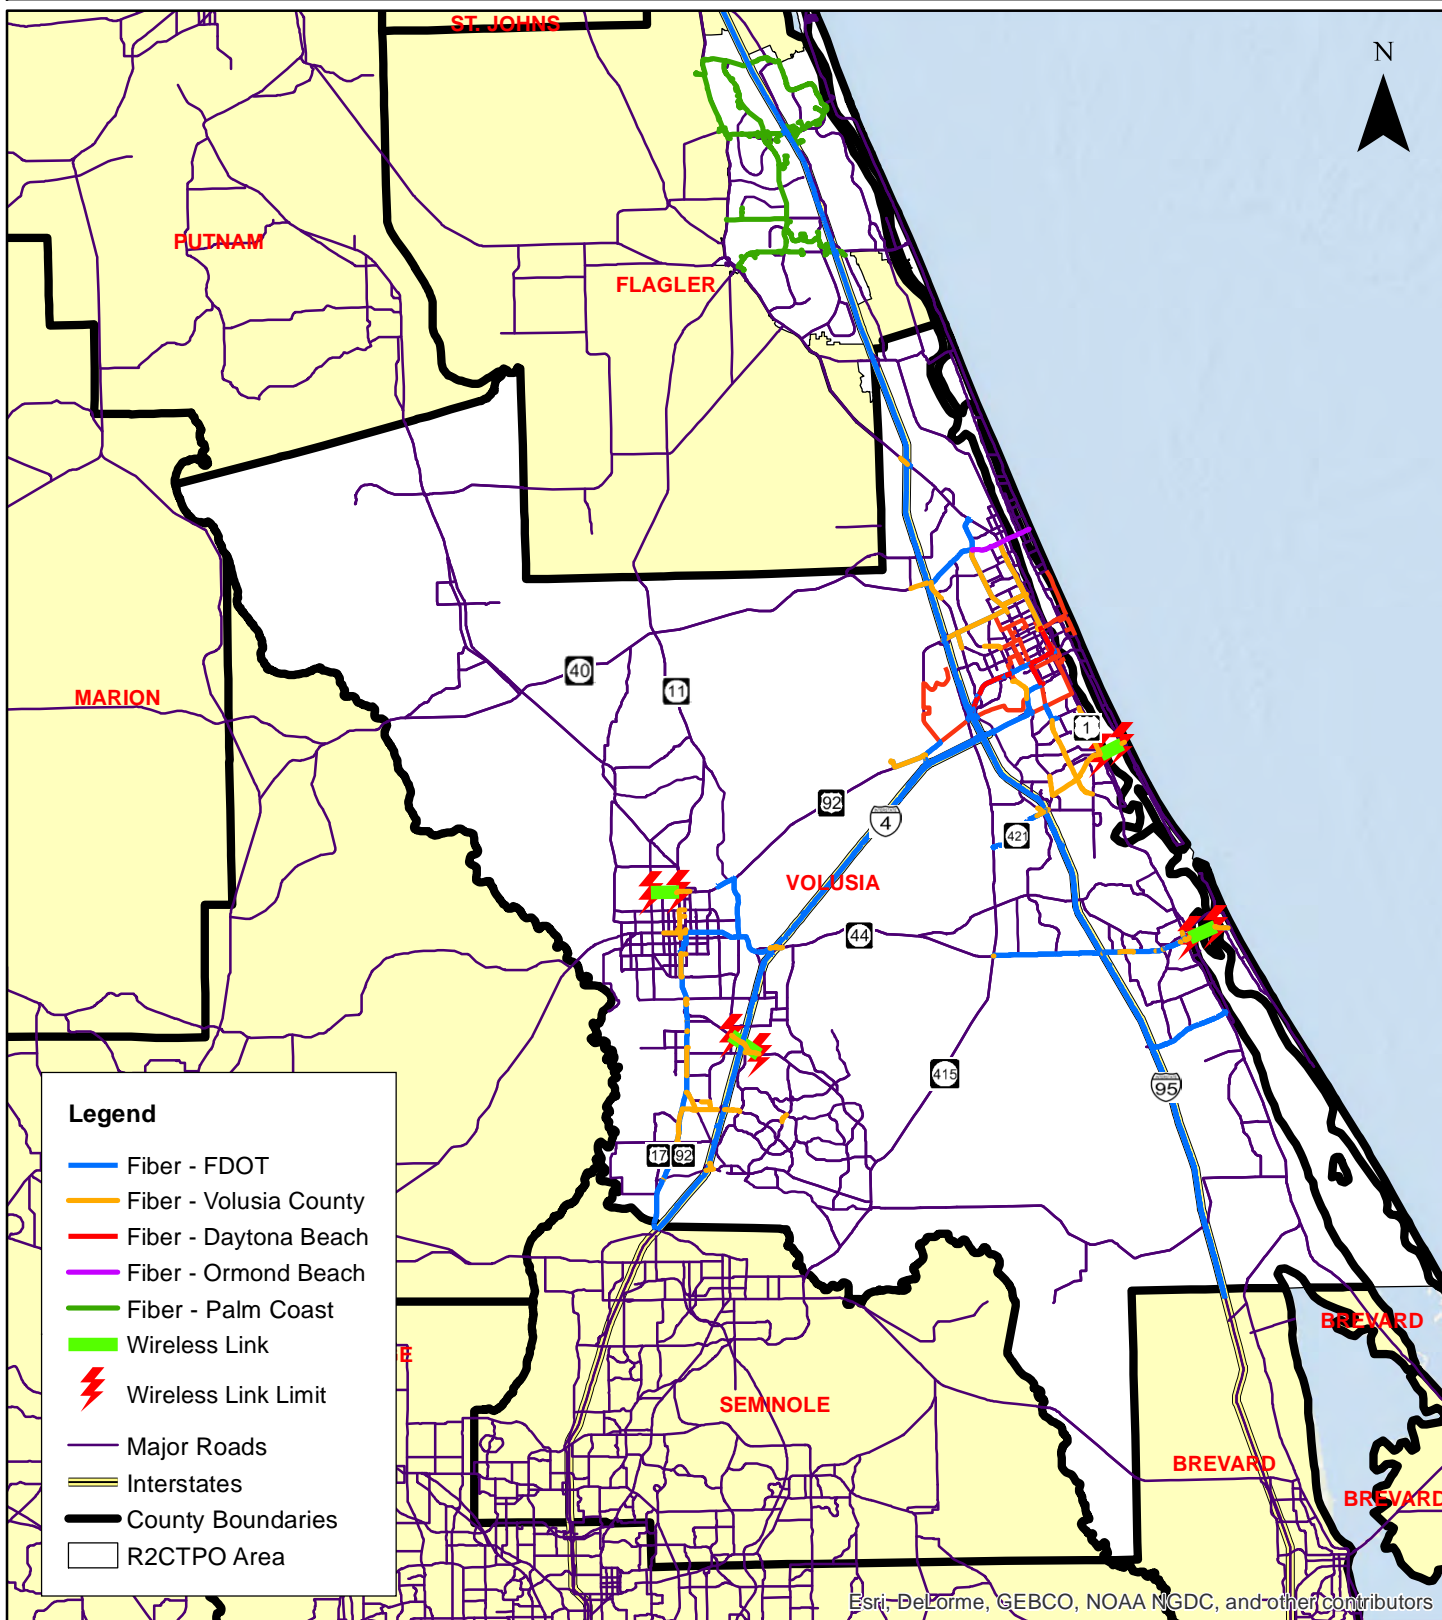 ST. JOHNS
N
PUTNAM
FLAGLER
40
11
MARION
1
92
4
421
VOLUSIA
44
415
95
17 92
Legend
Fiber - FDOT
Fiber - Volusia County
Fiber - Daytona Beach
Fiber - Ormond Beach
Fiber - Palm Coast
Wireless Link
Wireless Link Limit
Major Roads
Interstates
County Boundaries
R2CTPO Area
E
SEMINOLE
BREVARD
BREVARD
BREVARD
Esri, DeLorme, GEBCO, NOAA NGDC, and other contributors